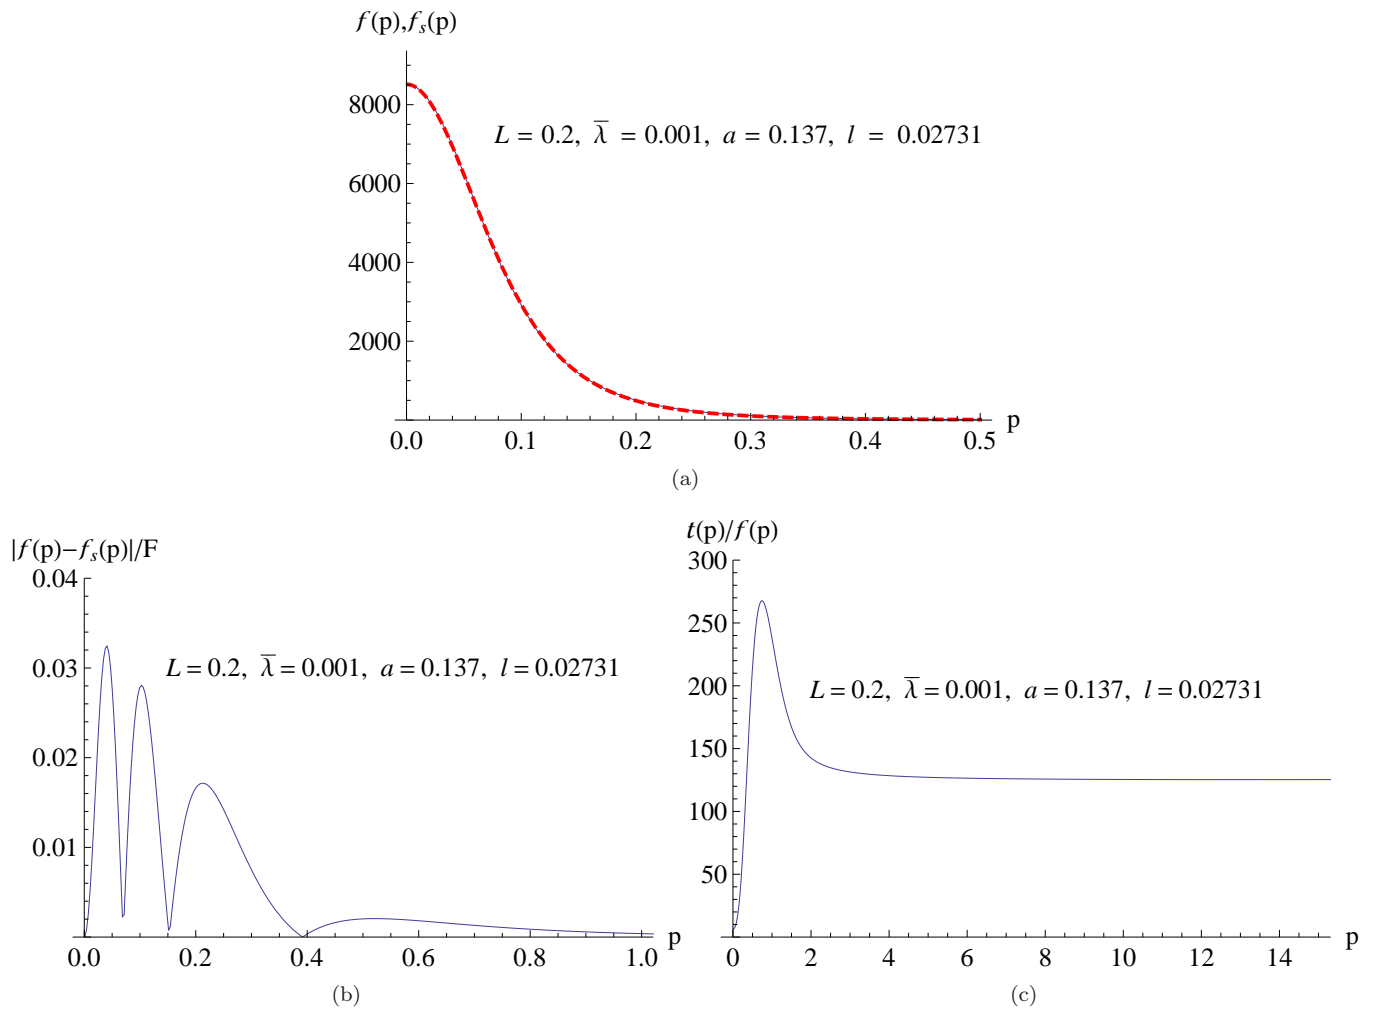 f(p),fₛ(p)
8000
6000
4000
2000
L = 0.2, λ̅ = 0.001, a = 0.137, l = 0.02731
0.0 0.1 0.2 0.3 0.4 0.5 p
(a)
|f(p)−fₛ(p)|/F
0.04
0.03
0.02
0.01
L = 0.2, λ̅ = 0.001, a = 0.137, l = 0.02731
0.0 0.2 0.4 0.6 0.8 1.0 p
(b)
t(p)/f(p)
300
250
200
150
100
50
L = 0.2, λ̅ = 0.001, a = 0.137, l = 0.02731
0 2 4 6 8 10 12 14 p
(c)